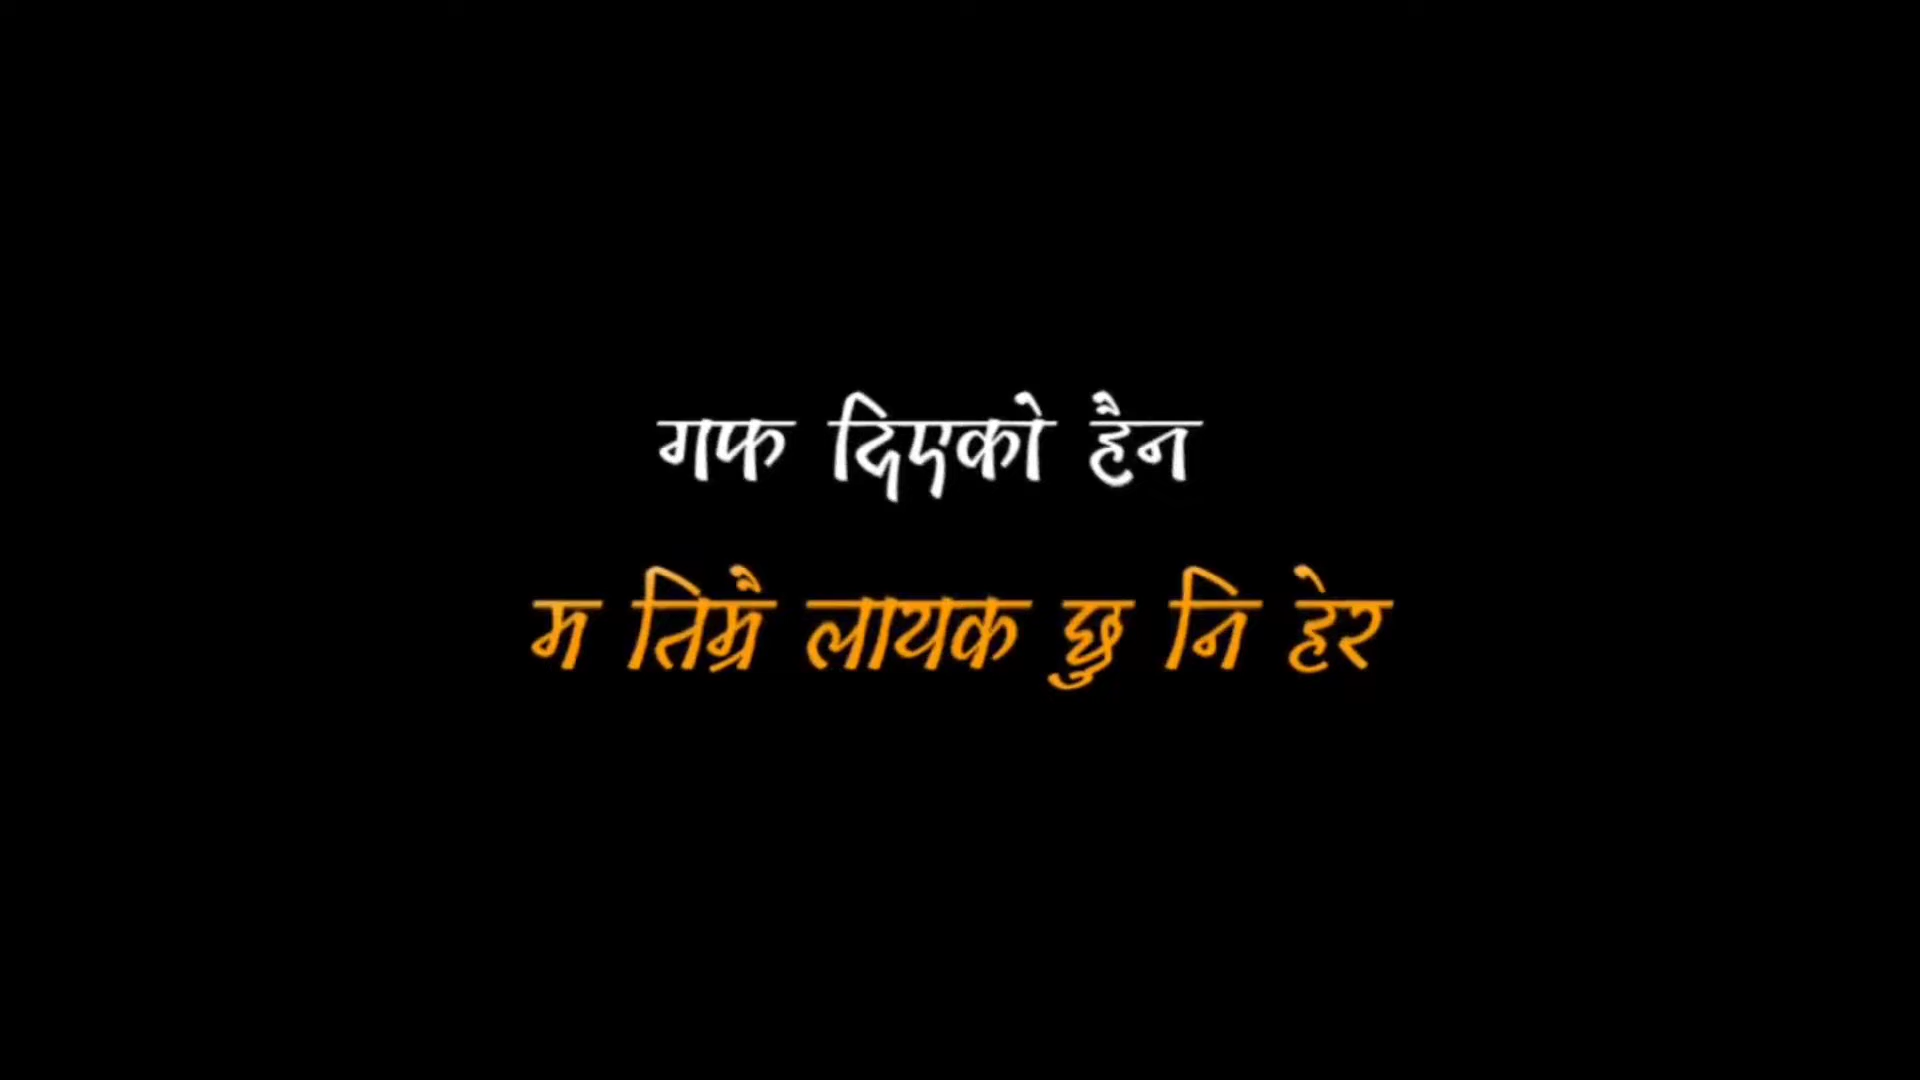 गफ दिएको हैन
म तिम्रै लायक छु नि हेर